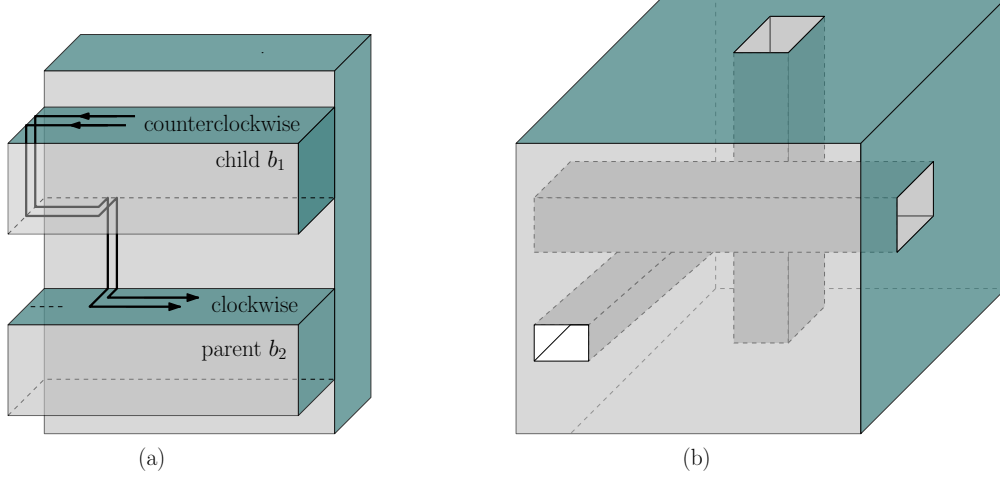 counterclockwise
child b₁
clockwise
parent b₂
(a)
(b)